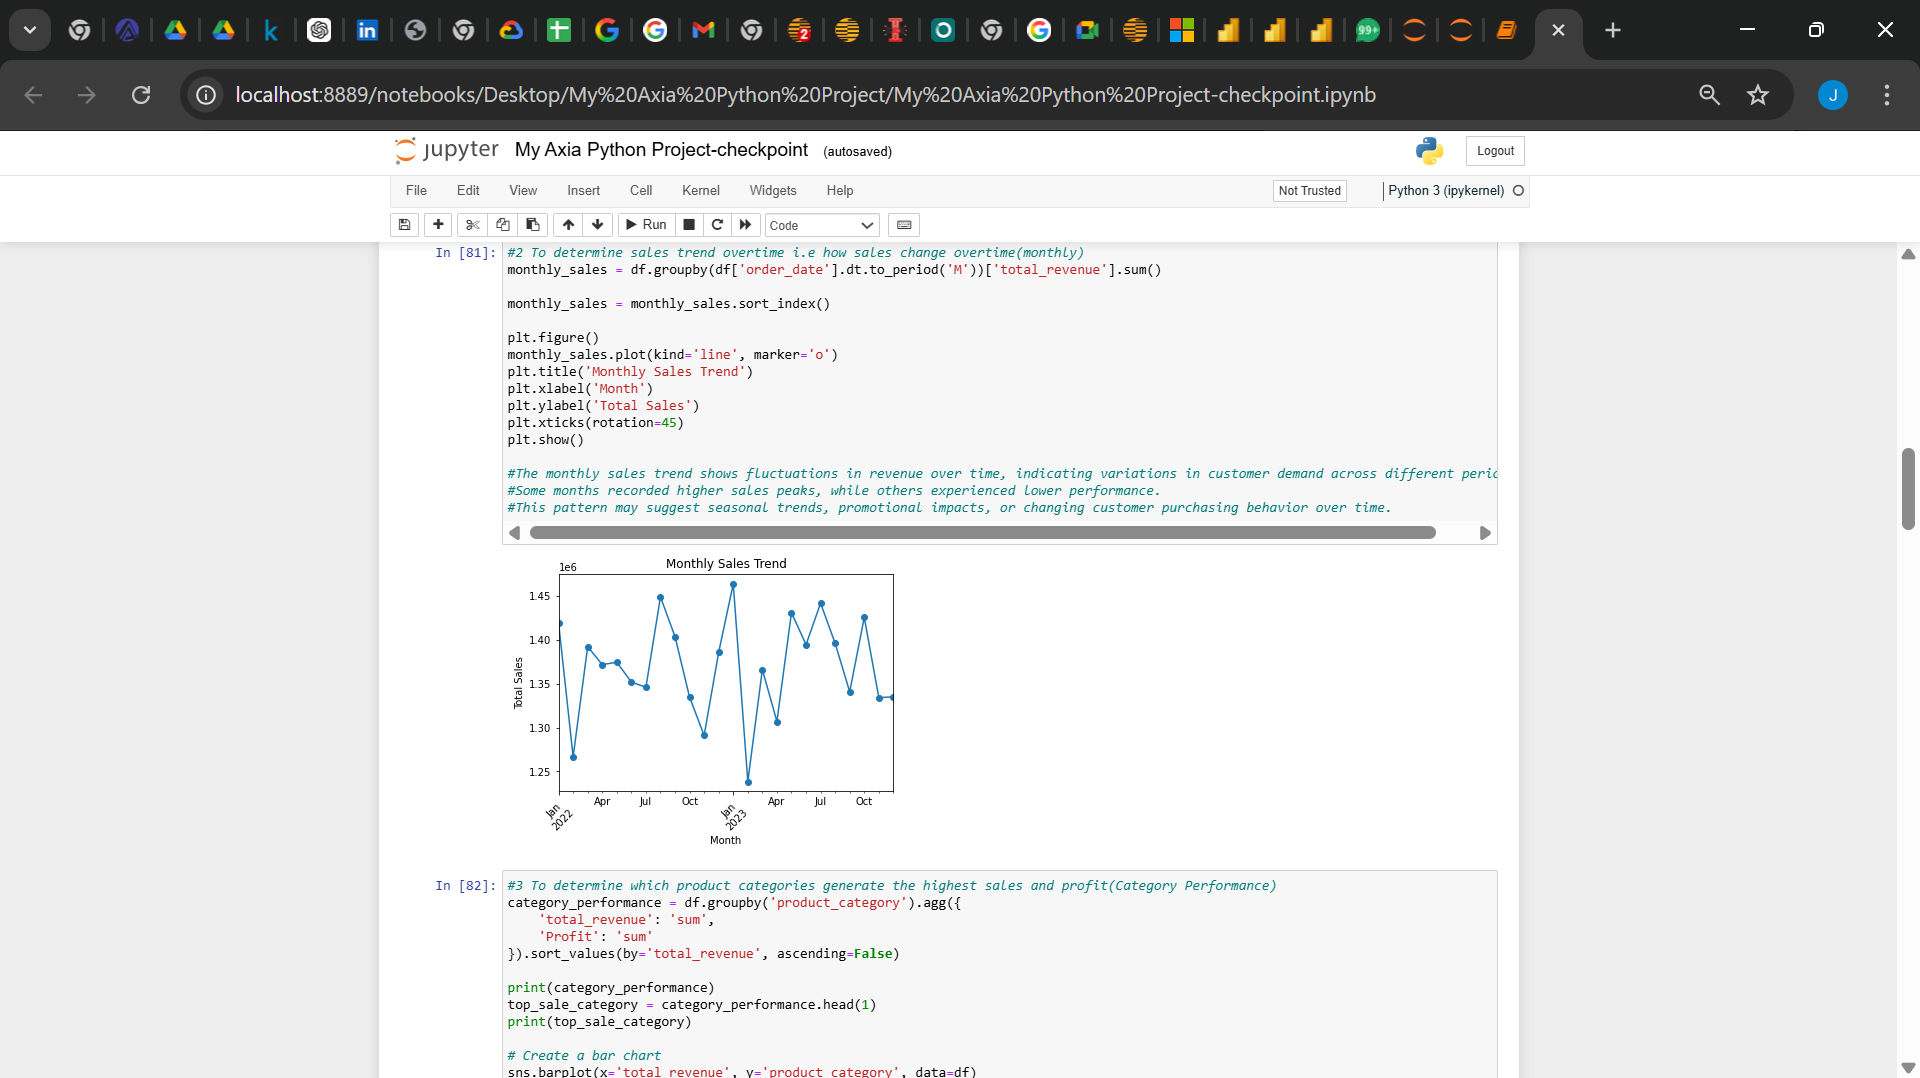 2
99+
localhost:8889/notebooks/Desktop/My%20Axia%20Python%20Project/My%20Axia%20Python%20Project-checkpoint.ipynb
J
jupyter My Axia Python Project-checkpoint (autosaved)
Logout
File Edit View Insert Cell Kernel Widgets Help
Not Trusted
Python 3 (ipykernel)
Run
Code
In [81]:
#2 To determine sales trend overtime i.e how sales change overtime(monthly)
monthly_sales = df.groupby(df['order_date'].dt.to_period('M'))['total_revenue'].sum()
monthly_sales = monthly_sales.sort_index()
plt.figure()
monthly_sales.plot(kind='line', marker='o')
plt.title('Monthly Sales Trend')
plt.xlabel('Month')
plt.ylabel('Total Sales')
plt.xticks(rotation=45)
plt.show()
#The monthly sales trend shows fluctuations in revenue over time, indicating variations in customer demand across different peric
#Some months recorded higher sales peaks, while others experienced lower performance.
#This pattern may suggest seasonal trends, promotional impacts, or changing customer purchasing behavior over time.
Monthly Sales Trend
1e6
1.45
1.40
1.35
1.30
1.25
Total Sales
Jan 2022
Apr
Jul
Oct
Jan 2023
Apr
Jul
Oct
Month
In [82]:
#3 To determine which product categories generate the highest sales and profit(Category Performance)
category_performance = df.groupby('product_category').agg({
'total_revenue': 'sum',
'Profit': 'sum'
}).sort_values(by='total_revenue', ascending=False)
print(category_performance)
top_sale_category = category_performance.head(1)
print(top_sale_category)
# Create a bar chart
sns.barplot(x='total_revenue', y='product_category', data=df)